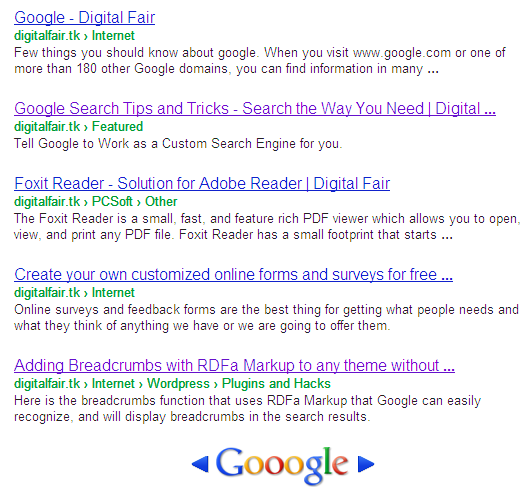 Google - Digital Fair
digitalfair.tk › Internet
Few things you should know about google. When you visit www.google.com or one of
more than 180 other Google domains, you can find information in many ...
Google Search Tips and Tricks - Search the Way You Need | Digital ...
digitalfair.tk › Featured
Tell Google to Work as a Custom Search Engine for you.
Foxit Reader - Solution for Adobe Reader | Digital Fair
digitalfair.tk › PCSoft › Other
The Foxit Reader is a small, fast, and feature rich PDF viewer which allows you to open,
view, and print any PDF file. Foxit Reader has a small footprint that starts ...
Create your own customized online forms and surveys for free ...
digitalfair.tk › Internet
Online surveys and feedback forms are the best thing for getting what people needs and
what they think of anything we have or we are going to offer them.
Adding Breadcrumbs with RDFa Markup to any theme without ...
digitalfair.tk › Internet › Wordpress › Plugins and Hacks
Here is the breadcrumbs function that uses RDFa Markup that Google can easily
recognize, and will display breadcrumbs in the search results.
Gooogle